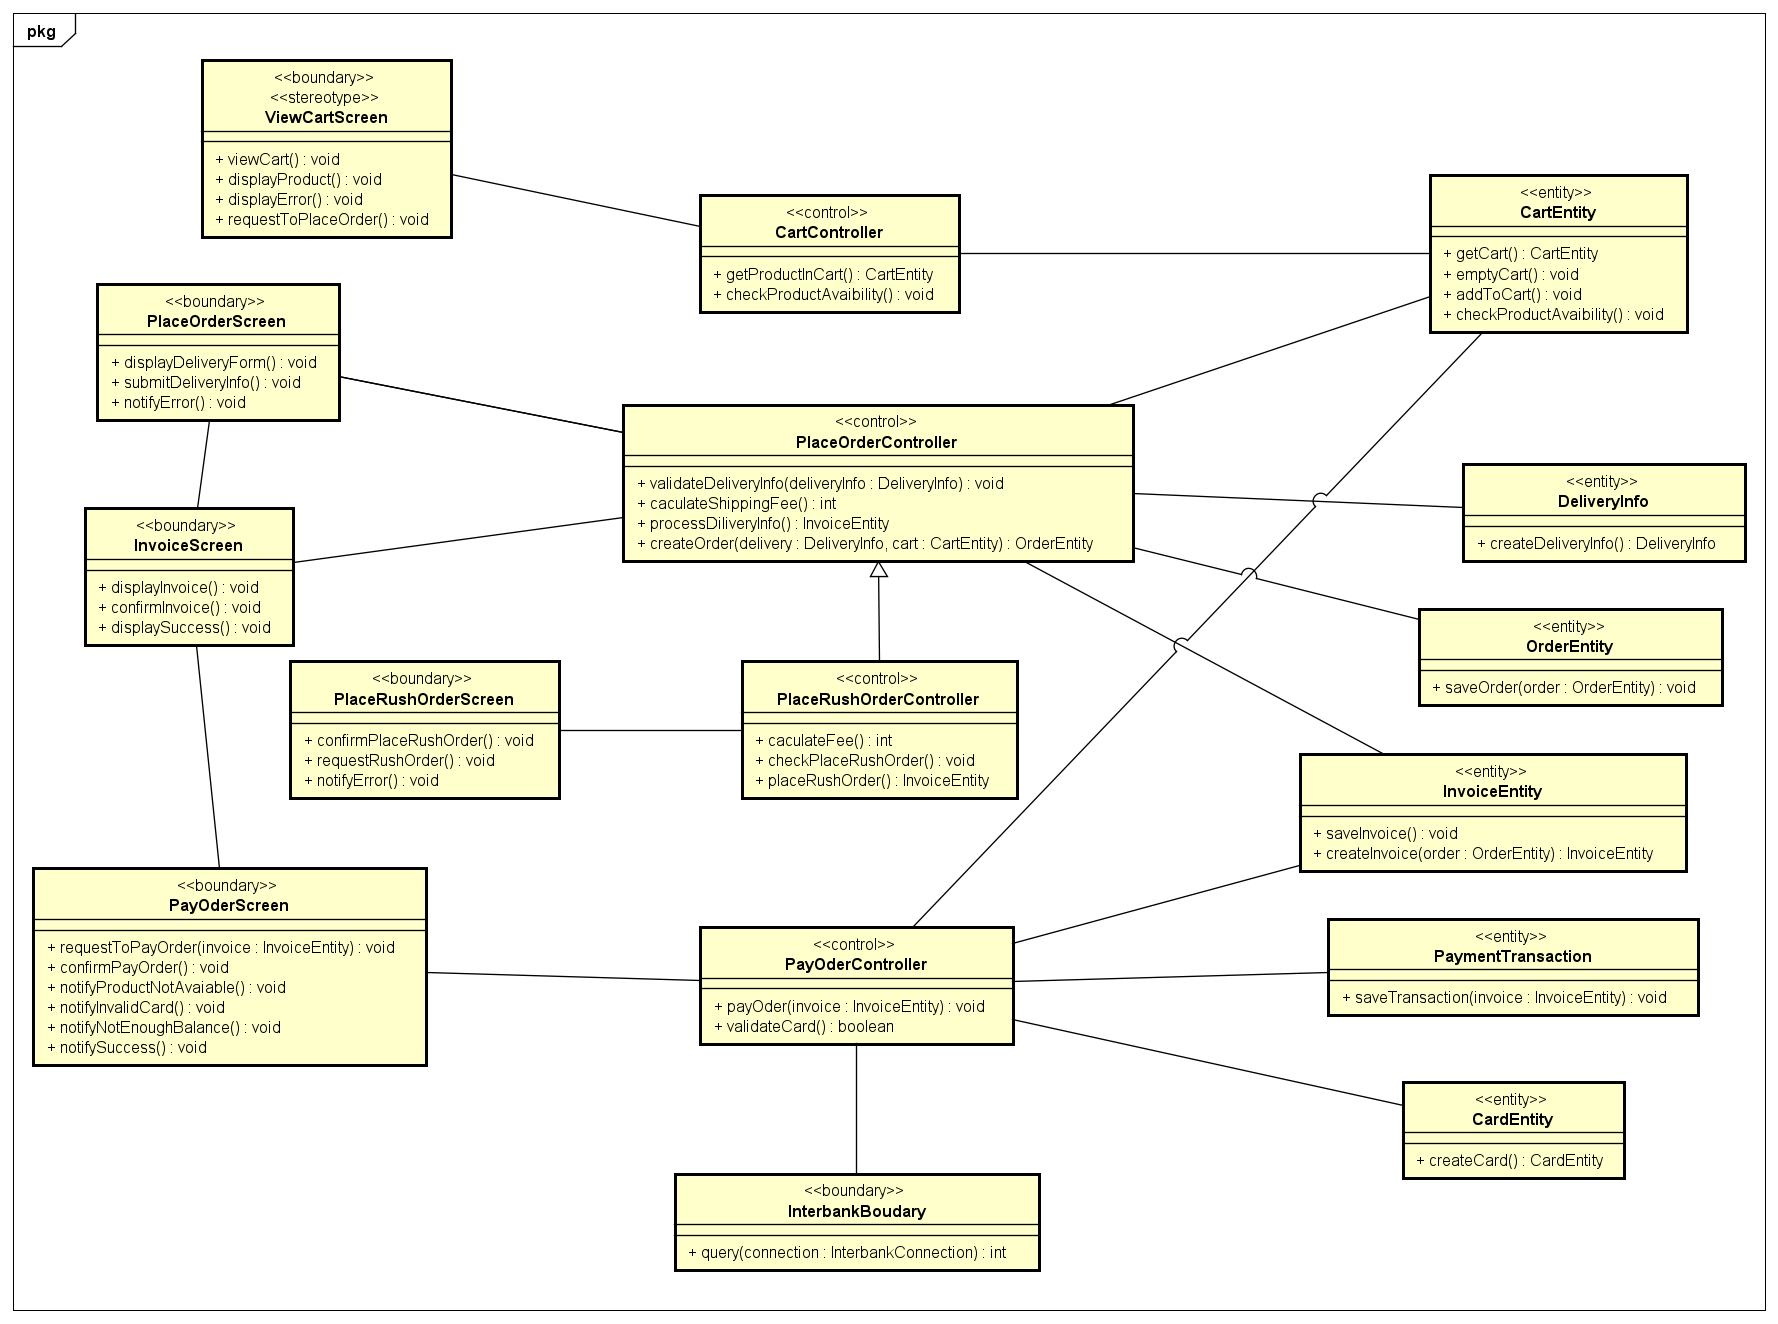 pkg
<<boundary>>
<<stereotype>>
ViewCartScreen
+ viewCart() : void
+ displayProduct() : void
+ displayError() : void
+ requestToPlaceOrder() : void
<<control>>
CartController
+ getProductInCart() : CartEntity
+ checkProductAvaibility() : void
<<entity>>
CartEntity
+ getCart() : CartEntity
+ emptyCart() : void
+ addToCart() : void
+ checkProductAvaibility() : void
<<boundary>>
PlaceOrderScreen
+ displayDeliveryForm() : void
+ submitDeliveryInfo() : void
+ notifyError() : void
<<control>>
PlaceOrderController
+ validateDeliveryInfo(deliveryInfo : DeliveryInfo) : void
+ caculateShippingFee() : int
+ processDiliveryInfo() : InvoiceEntity
+ createOrder(delivery : DeliveryInfo, cart : CartEntity) : OrderEntity
<<entity>>
DeliveryInfo
+ createDeliveryInfo() : DeliveryInfo
<<boundary>>
InvoiceScreen
+ displayInvoice() : void
+ confirmInvoice() : void
+ displaySuccess() : void
<<entity>>
OrderEntity
+ saveOrder(order : OrderEntity) : void
<<boundary>>
PlaceRushOrderScreen
+ confirmPlaceRushOrder() : void
+ requestRushOrder() : void
+ notifyError() : void
<<control>>
PlaceRushOrderController
+ caculateFee() : int
+ checkPlaceRushOrder() : void
+ placeRushOrder() : InvoiceEntity
<<entity>>
InvoiceEntity
+ saveInvoice() : void
+ createInvoice(order : OrderEntity) : InvoiceEntity
<<boundary>>
PayOderScreen
+ requestToPayOrder(invoice : InvoiceEntity) : void
+ confirmPayOrder() : void
+ notifyProductNotAvaiable() : void
+ notifyInvalidCard() : void
+ notifyNotEnoughBalance() : void
+ notifySuccess() : void
<<control>>
PayOderController
+ payOder(invoice : InvoiceEntity) : void
+ validateCard() : boolean
<<entity>>
PaymentTransaction
+ saveTransaction(invoice : InvoiceEntity) : void
<<entity>>
CardEntity
+ createCard() : CardEntity
<<boundary>>
InterbankBoudary
+ query(connection : InterbankConnection) : int